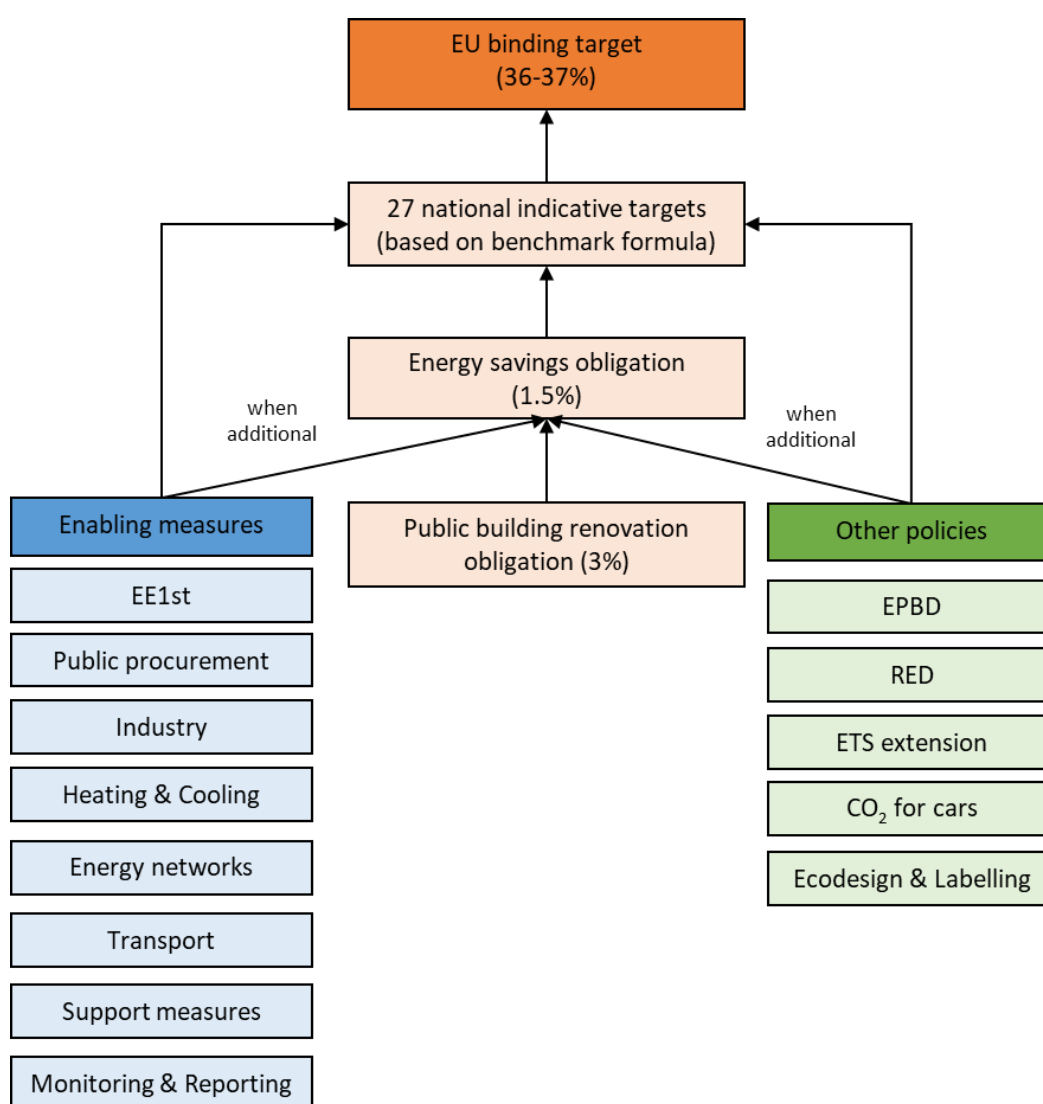 EU binding target
(36-37%)
27 national indicative targets
(based on benchmark formula)
Energy savings obligation
(1.5%)
when
additional
when
additional
Enabling measures
Public building renovation
obligation (3%)
Other policies
EE1st
Public procurement
Industry
Heating & Cooling
Energy networks
Transport
Support measures
Monitoring & Reporting
EPBD
RED
ETS extension
CO₂ for cars
Ecodesign & Labelling